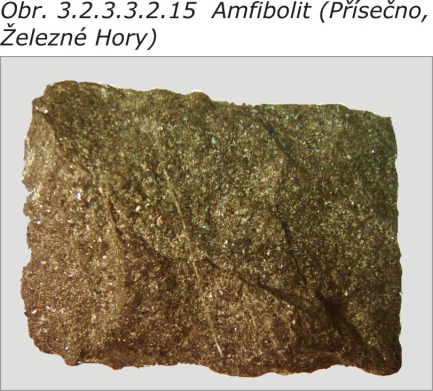 Obr. 3.2.3.3.2.15 Amfibolit (Přísečno,
Železné Hory)